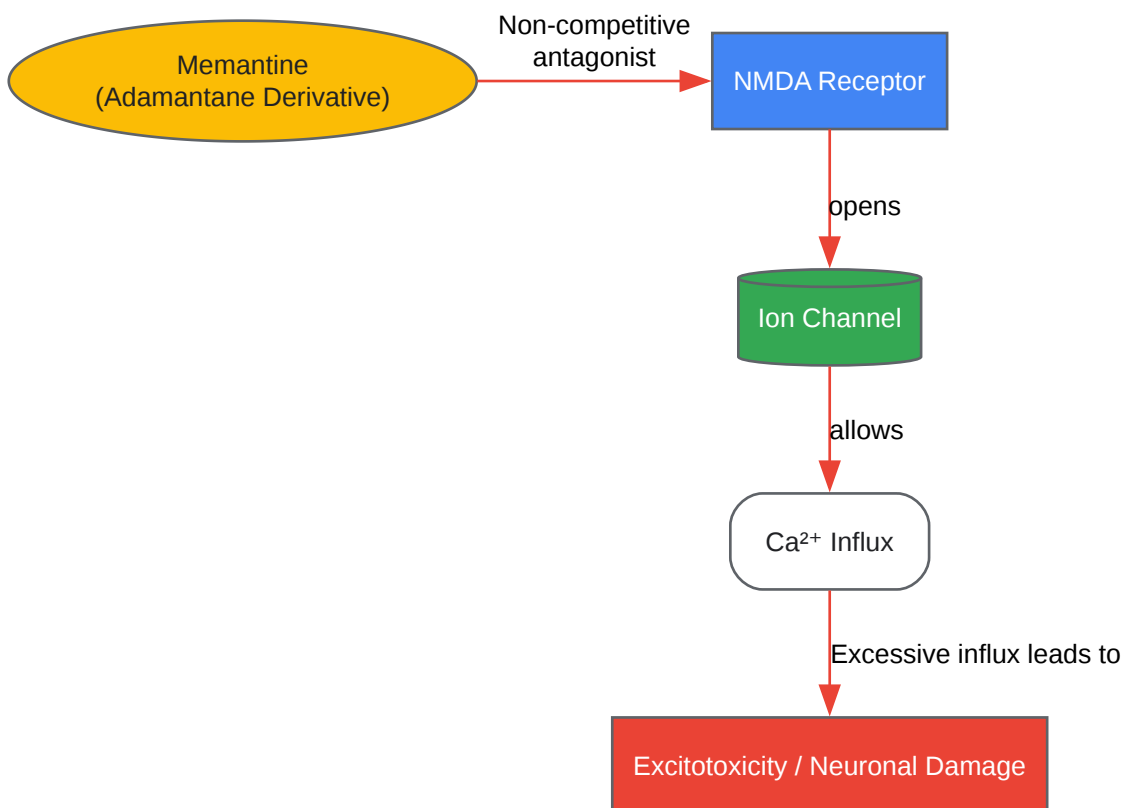 Memantine
(Adamantane Derivative)
Non-competitive
antagonist
NMDA Receptor
opens
Ion Channel
allows
Ca²⁺ Influx
Excessive influx leads to
Excitotoxicity / Neuronal Damage